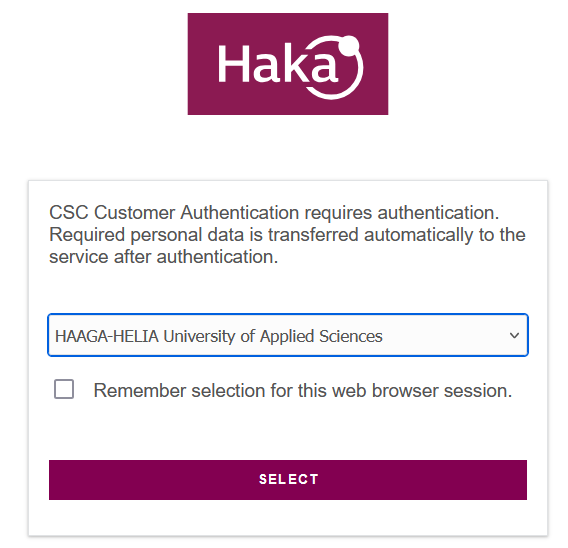 Haka
CSC Customer Authentication requires authentication.
Required personal data is transferred automatically to the
service after authentication.
HAAGA-HELIA University of Applied Sciences
Remember selection for this web browser session.
SELECT